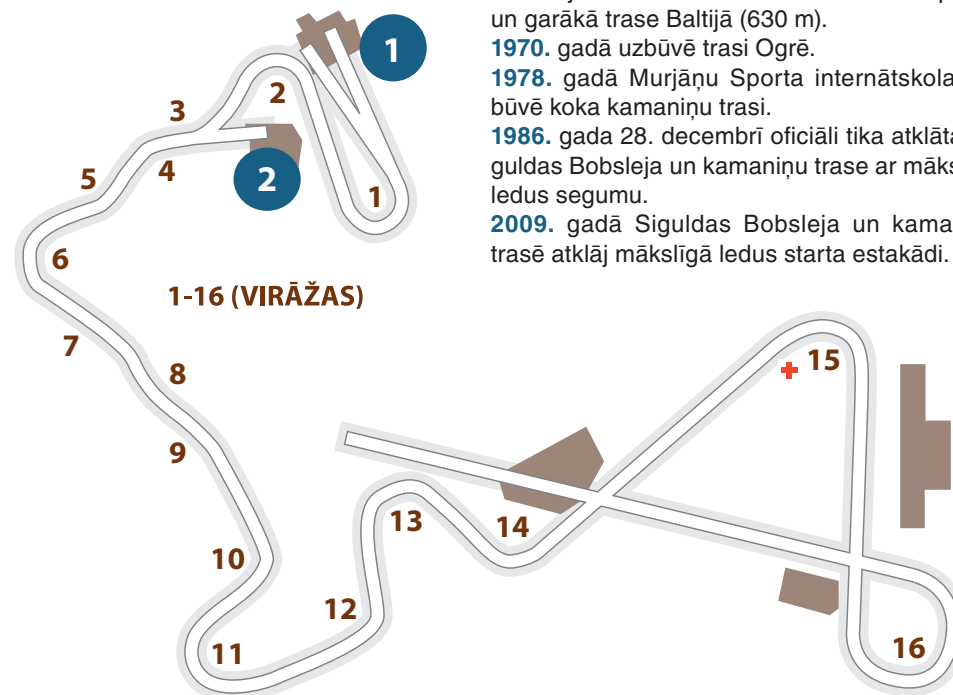 un garākā trase Baltijā (630 m).
1970. gadā uzbūvē trasi Ogrē.
1978. gadā Murjāņu Sporta internātskola
būvē koka kamaniņu trasi.
1986. gada 28. decembrī oficiāli tika atklāta
guldas Bobsleja un kamaniņu trase ar māks
ledus segumu.
2009. gadā Siguldas Bobsleja un kama
trasē atklāj mākslīgā ledus starta estakādi.
1
2
3
4
2
5
1
6
1-16 (VIRĀŽAS)
7
8
15
9
13
14
10
12
11
16